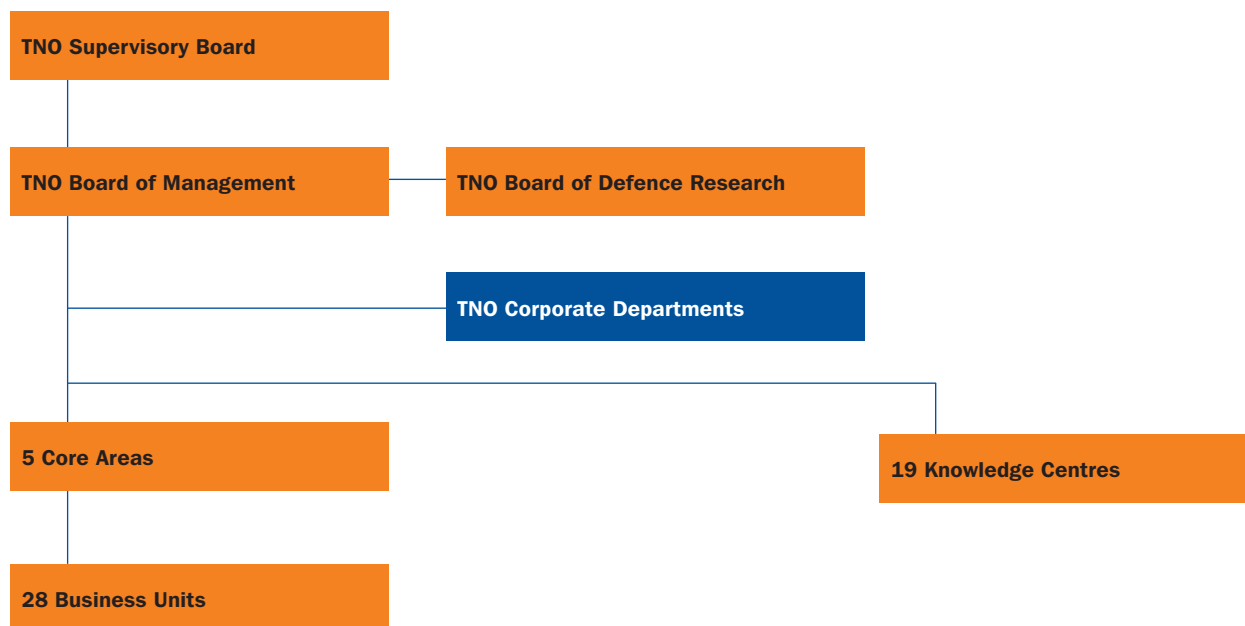 TNO Supervisory Board
TNO Board of Management
TNO Board of Defence Research
TNO Corporate Departments
5 Core Areas
19 Knowledge Centres
28 Business Units